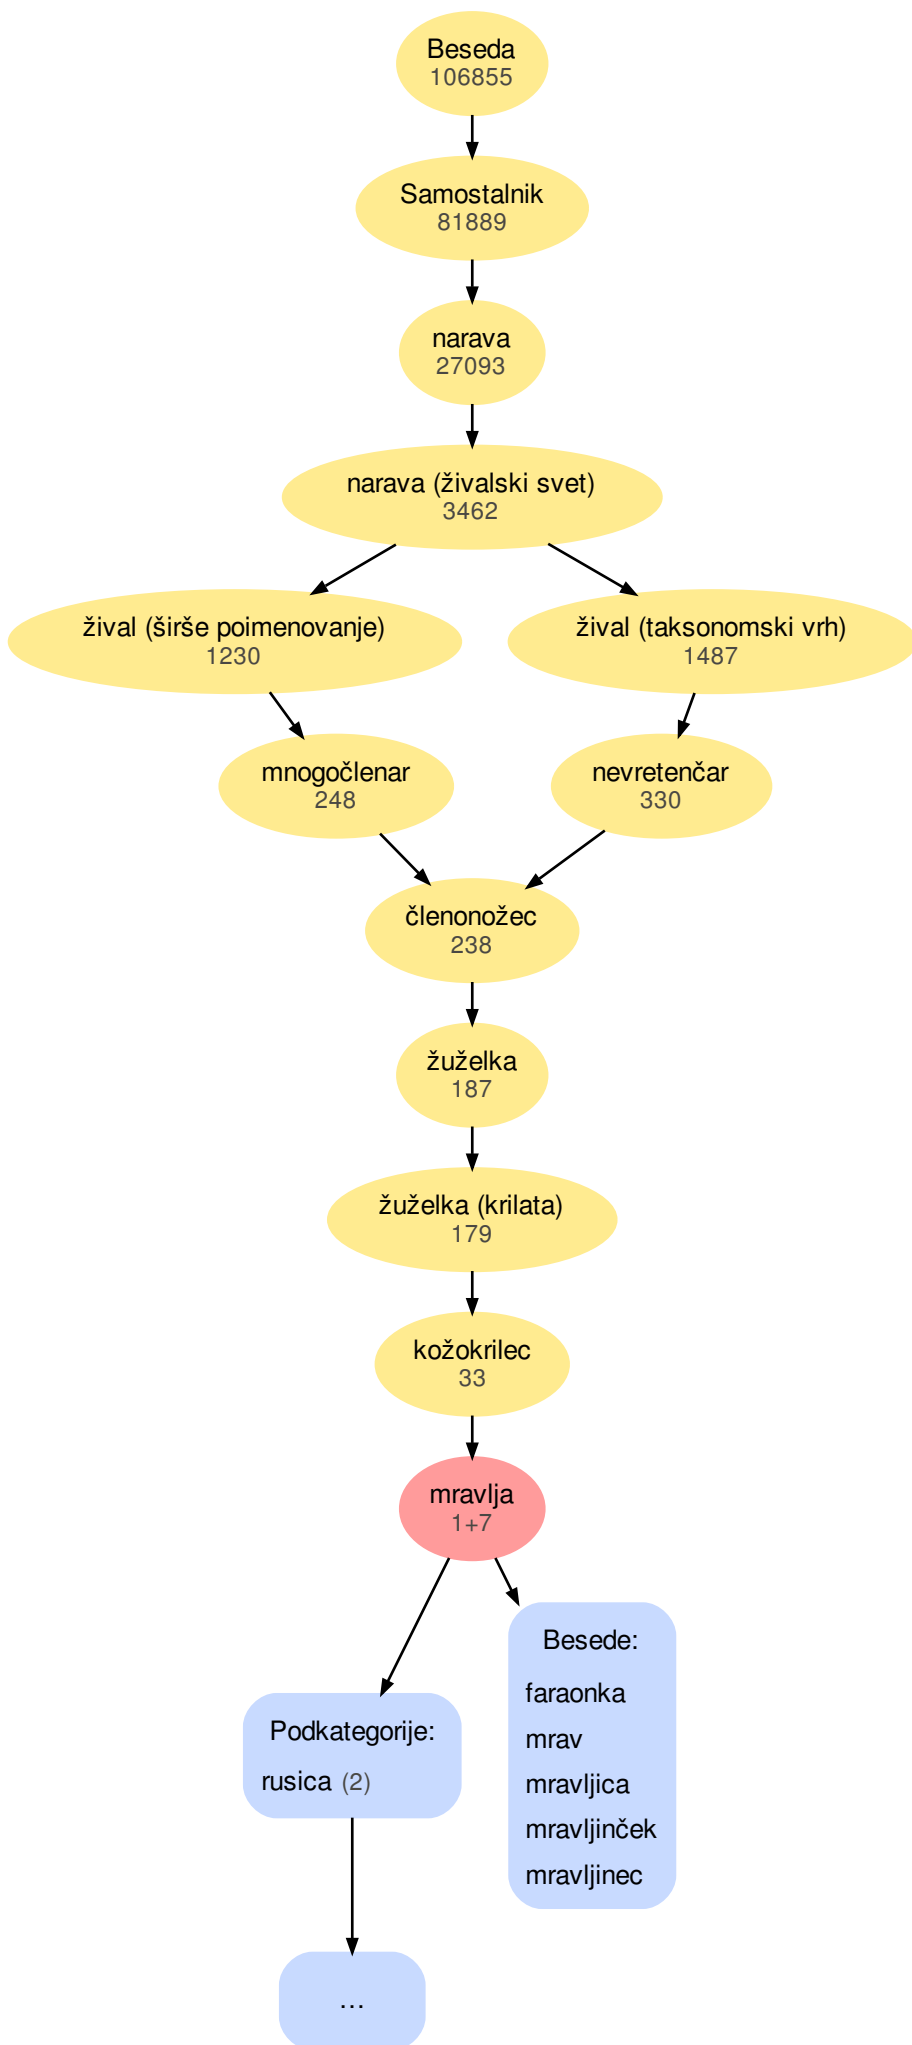 Beseda
106855
Samostalnik
81889
narava
27093
narava (živalski svet)
3462
žival (širše poimenovanje)
1230
žival (taksonomski vrh)
1487
mnogočlenar
248
nevretenčar
330
členonožec
238
žuželka
187
žuželka (krilata)
179
kožokrilec
33
mravlja
1+7
Besede:
faraonka
mrav
mravljica
mravljinček
mravljinec
Podkategorije:
rusica (2)
...